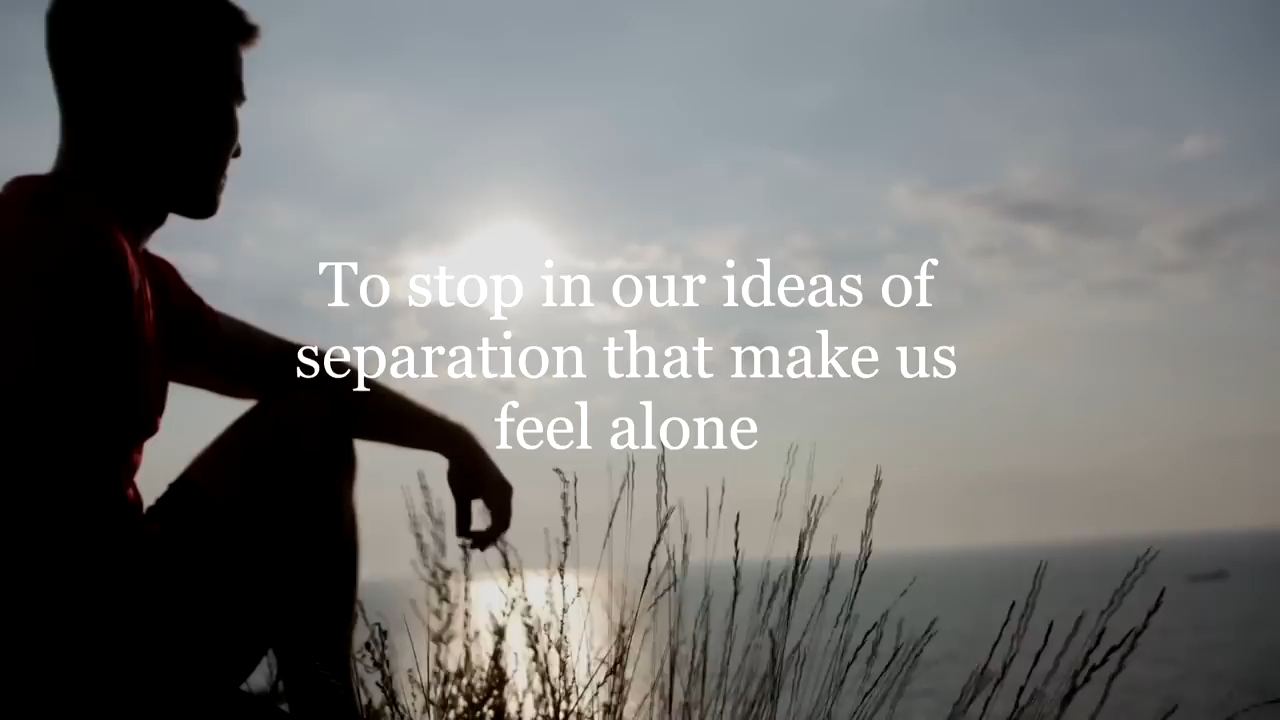 To stop in our ideas of
separation that make us
feel alone